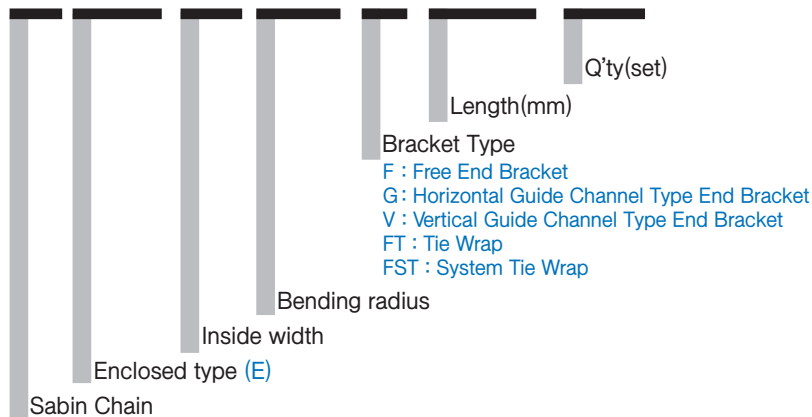 Q’ty(set)
Length(mm)
Bracket Type
F : Free End Bracket
G : Horizontal Guide Channel Type End Bracket
V : Vertical Guide Channel Type End Bracket
FT : Tie Wrap
FST : System Tie Wrap
Bending radius
Inside width
Enclosed type (E)
Sabin Chain